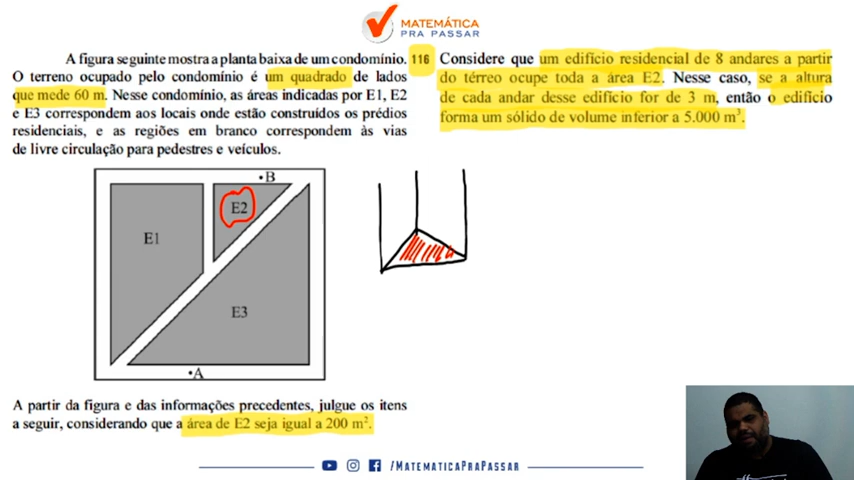 MATEMÁTICA
PRA PASSAR
A figura seguinte mostra a planta baixa de um condomínio.
O terreno ocupado pelo condomínio é um quadrado de lados
que mede 60 m. Nesse condomínio, as áreas indicadas por E1, E2
e E3 correspondem aos locais onde estão construídos os prédios
residenciais, e as regiões em branco correspondem às vias
de livre circulação para pedestres e veículos.
B
E2
E1
E3
A
A partir da figura e das informações precedentes, julgue os itens
a seguir, considerando que a área de E2 seja igual a 200 m².
116 Considere que um edifício residencial de 8 andares a partir
do térreo ocupe toda a área E2. Nesse caso, se a altura
de cada andar desse edifício for de 3 m, então o edifício
forma um sólido de volume inferior a 5.000 m³.
/MATEMATICAPRAPASSAR